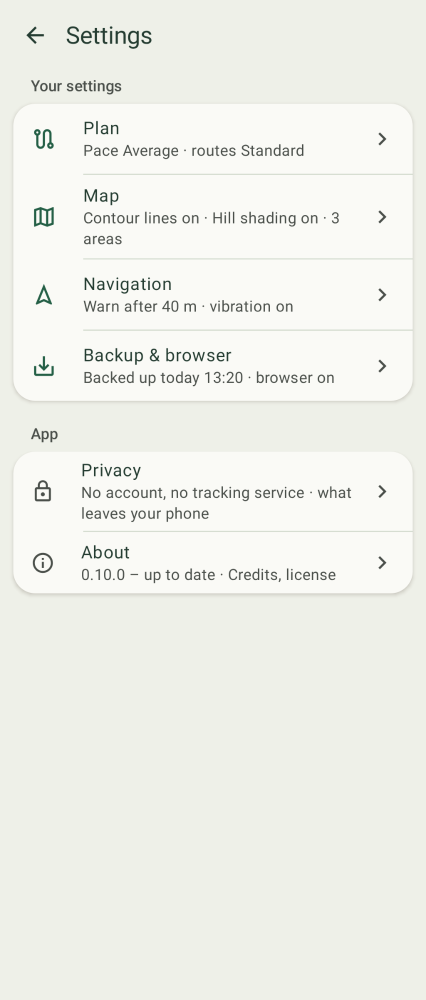 Settings
Your settings
Plan
Pace Average · routes Standard
Map
Contour lines on · Hill shading on · 3
areas
Navigation
Warn after 40 m · vibration on
Backup & browser
Backed up today 13:20 · browser on
App
Privacy
No account, no tracking service · what
leaves your phone
About
0.10.0 – up to date · Credits, license